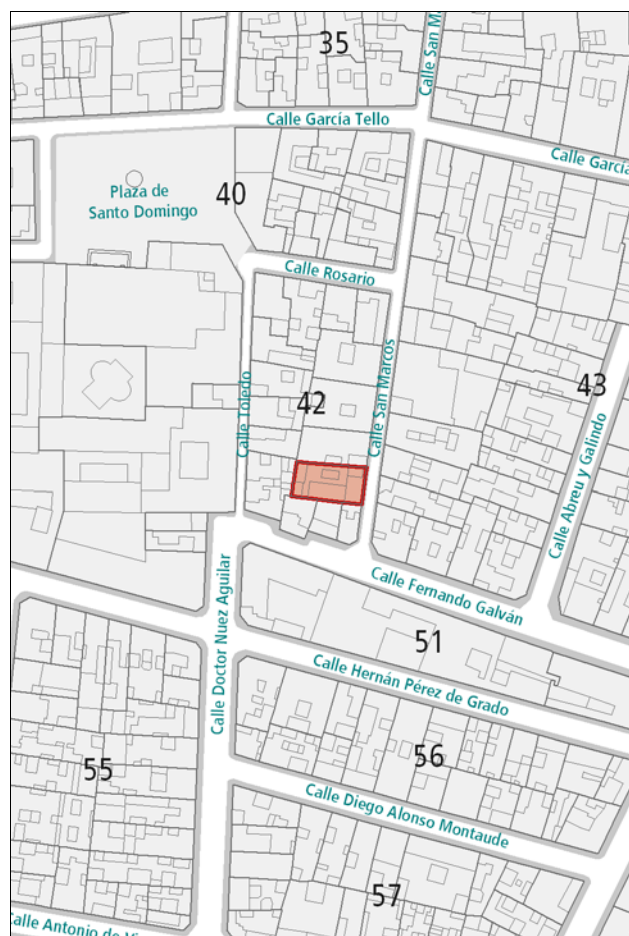 35
Calle San M
Calle García Tello
Calle García
Plaza de
Santo Domingo
40
Calle Rosario
Calle San Marcos
43
42
Calle Toledo
Calle Abreu y Galindo
Calle Fernando Galván
Calle Doctor Nuez Aguilar
51
Calle Hernán Pérez de Grado
56
55
Calle Diego Alonso Montaude
57
Calle Antonio de Vi